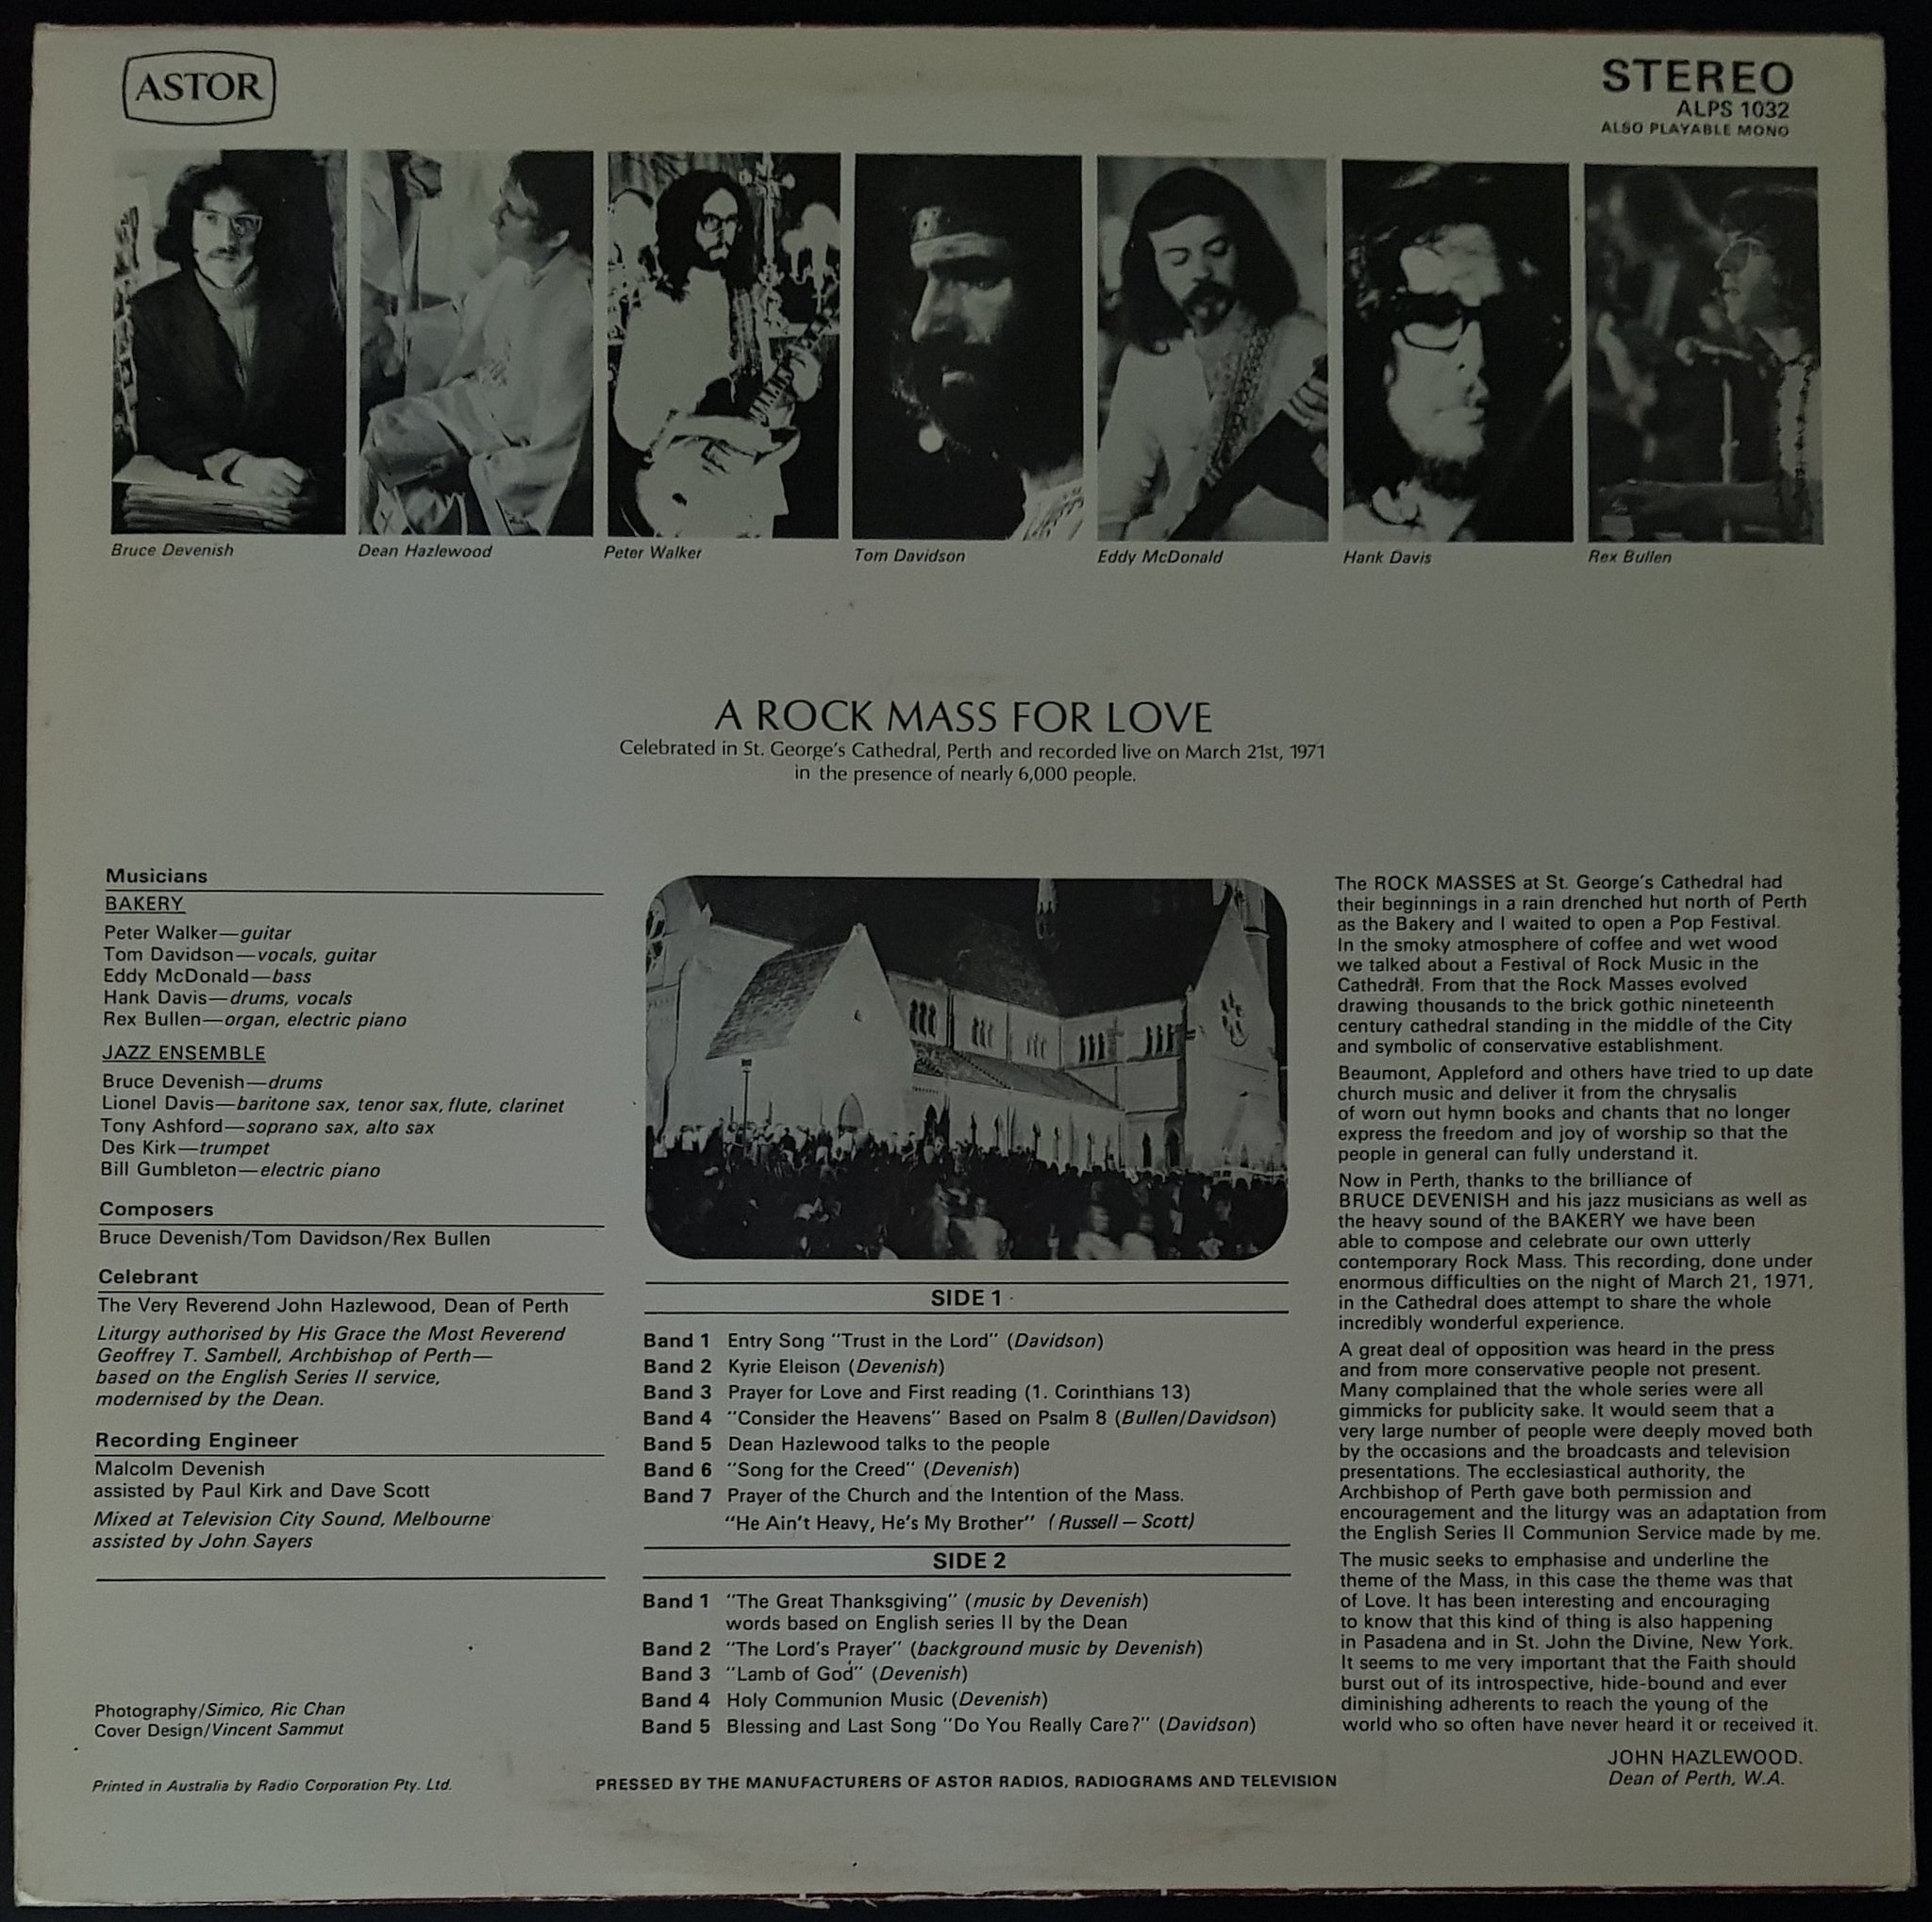 ASTOR
STEREO
ALPS 1032
ALSO PLAYABLE MONO
Bruce Devenish
Dean Hazlewood
Peter Walker
Tom Davidson
Eddy McDonald
Hank Davis
Rex Bullen
A ROCK MASS FOR LOVE
Celebrated in St. George's Cathedral, Perth and recorded live on March 21st, 1971
in the presence of nearly 6,000 people.
Musicians
BAKERY
Peter Walker—guitar
Tom Davidson—vocals, guitar
Eddy McDonald—bass
Hank Davis—drums, vocals
Rex Bullen—organ, electric piano
JAZZ ENSEMBLE
Bruce Devenish—drums
Lionel Davis—baritone sax, tenor sax, flute, clarinet
Tony Ashford—soprano sax, alto sax
Des Kirk—trumpet
Bill Gumbleton—electric piano
Composers
Bruce Devenish/Tom Davidson/Rex Bullen
Celebrant
The Very Reverend John Hazlewood, Dean of Perth
Liturgy authorised by His Grace the Most Reverend
Geoffrey T. Sambell, Archbishop of Perth—
based on the English Series II service,
modernised by the Dean.
Recording Engineer
Malcolm Devenish
assisted by Paul Kirk and Dave Scott
Mixed at Television City Sound, Melbourne
assisted by John Sayers
Photography/Simico, Ric Chan
Cover Design/Vincent Sammut
Printed in Australia by Radio Corporation Pty. Ltd.
SIDE 1
Band 1 Entry Song "Trust in the Lord" (Davidson)
Band 2 Kyrie Eleison (Devenish)
Band 3 Prayer for Love and First reading (1. Corinthians 13)
Band 4 "Consider the Heavens" Based on Psalm 8 (Bullen/Davidson)
Band 5 Dean Hazlewood talks to the people
Band 6 "Song for the Creed" (Devenish)
Band 7 Prayer of the Church and the Intention of the Mass.
"He Ain't Heavy, He's My Brother" (Russell – Scott)
SIDE 2
Band 1 "The Great Thanksgiving" (music by Devenish)
words based on English series II by the Dean
Band 2 "The Lord's Prayer" (background music by Devenish)
Band 3 "Lamb of God" (Devenish)
Band 4 Holy Communion Music (Devenish)
Band 5 Blessing and Last Song "Do You Really Care?" (Davidson)
PRESSED BY THE MANUFACTURERS OF ASTOR RADIOS, RADIOGRAMS AND TELEVISION
The ROCK MASSES at St. George's Cathedral had
their beginnings in a rain drenched hut north of Perth
as the Bakery and I waited to open a Pop Festival.
In the smoky atmosphere of coffee and wet wood
we talked about a Festival of Rock Music in the
Cathedral. From that the Rock Masses evolved
drawing thousands to the brick gothic nineteenth
century cathedral standing in the middle of the City
and symbolic of conservative establishment.
Beaumont, Appleford and others have tried to up date
church music and deliver it from the chrysalis
of worn out hymn books and chants that no longer
express the freedom and joy of worship so that the
people in general can fully understand it.
Now in Perth, thanks to the brilliance of
BRUCE DEVENISH and his jazz musicians as well as
the heavy sound of the BAKERY we have been
able to compose and celebrate our own utterly
contemporary Rock Mass. This recording, done under
enormous difficulties on the night of March 21, 1971,
in the Cathedral does attempt to share the whole
incredibly wonderful experience.
A great deal of opposition was heard in the press
and from more conservative people not present.
Many complained that the whole series were all
gimmicks for publicity sake. It would seem that a
very large number of people were deeply moved both
by the occasions and the broadcasts and television
presentations. The ecclesiastical authority, the
Archbishop of Perth gave both permission and
encouragement and the liturgy was an adaptation from
the English Series II Communion Service made by me.
The music seeks to emphasise and underline the
theme of the Mass, in this case the theme was that
of Love. It has been interesting and encouraging
to know that this kind of thing is also happening
in Pasadena and in St. John the Divine, New York.
It seems to me very important that the Faith should
burst out of its introspective, hide-bound and ever
diminishing adherents to reach the young of the
world who so often have never heard it or received it.
JOHN HAZLEWOOD.
Dean of Perth, W.A.